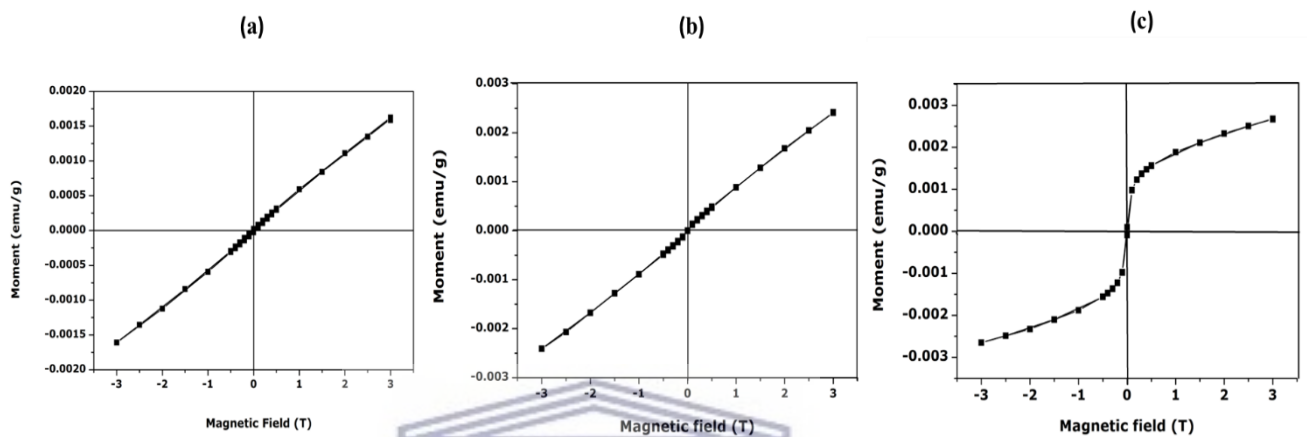 (a)
(b)
(c)
0.0020
0.0015
0.0010
0.0005
0.0000
-0.0005
-0.0010
-0.0015
-0.0020
Moment (emu/g)
-3 -2 -1 0 1 2 3
Magnetic Field (T)
0.003
0.002
0.001
0.000
-0.001
-0.002
-0.003
Moment (emu/g)
-3 -2 -1 0 1 2 3
Magnetic field (T)
0.003
0.002
0.001
0.000
-0.001
-0.002
-0.003
Moment (emu/g)
-3 -2 -1 0 1 2 3
Magnetic field (T)